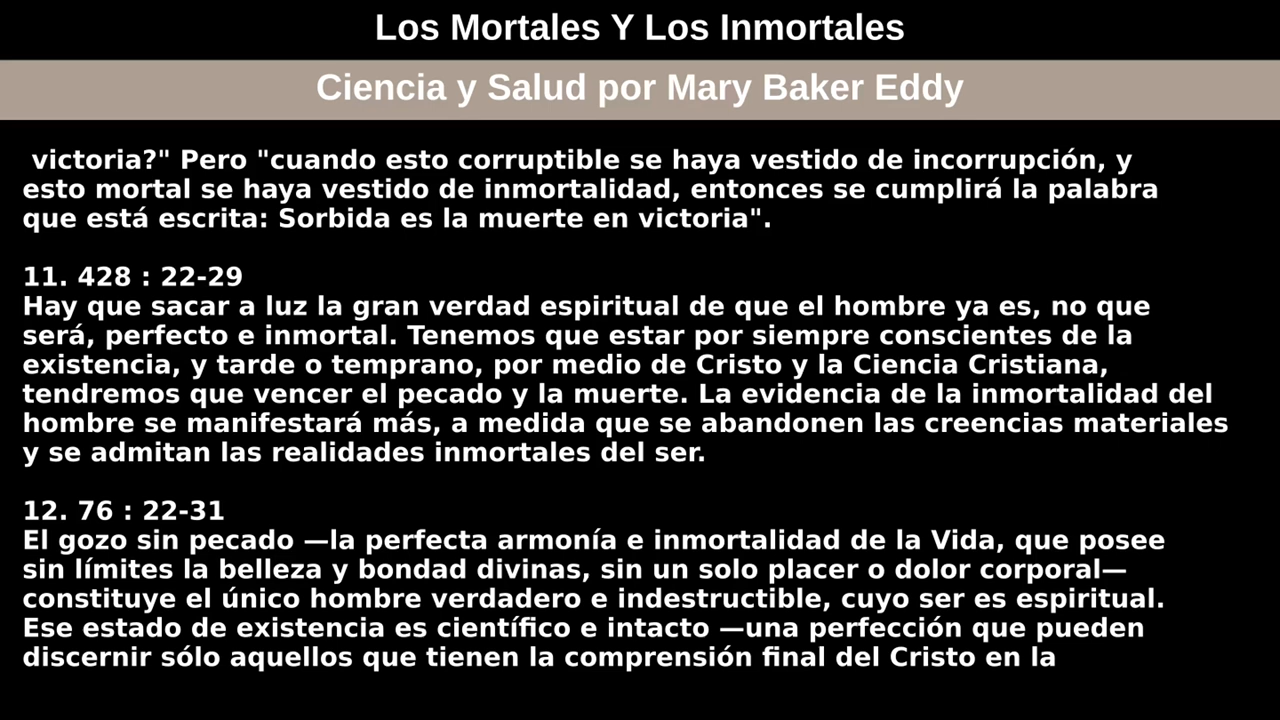 Los Mortales Y Los Inmortales
Ciencia y Salud por Mary Baker Eddy
victoria?" Pero "cuando esto corruptible se haya vestido de incorrupción, y
esto mortal se haya vestido de inmortalidad, entonces se cumplirá la palabra
que está escrita: Sorbida es la muerte en victoria".
11. 428 : 22-29
Hay que sacar a luz la gran verdad espiritual de que el hombre ya es, no que
será, perfecto e inmortal. Tenemos que estar por siempre conscientes de la
existencia, y tarde o temprano, por medio de Cristo y la Ciencia Cristiana,
tendremos que vencer el pecado y la muerte. La evidencia de la inmortalidad del
hombre se manifestará más, a medida que se abandonen las creencias materiales
y se admitan las realidades inmortales del ser.
12. 76 : 22-31
El gozo sin pecado —la perfecta armonía e inmortalidad de la Vida, que posee
sin límites la belleza y bondad divinas, sin un solo placer o dolor corporal—
constituye el único hombre verdadero e indestructible, cuyo ser es espiritual.
Ese estado de existencia es científico e intacto —una perfección que pueden
discernir sólo aquellos que tienen la comprensión final del Cristo en la